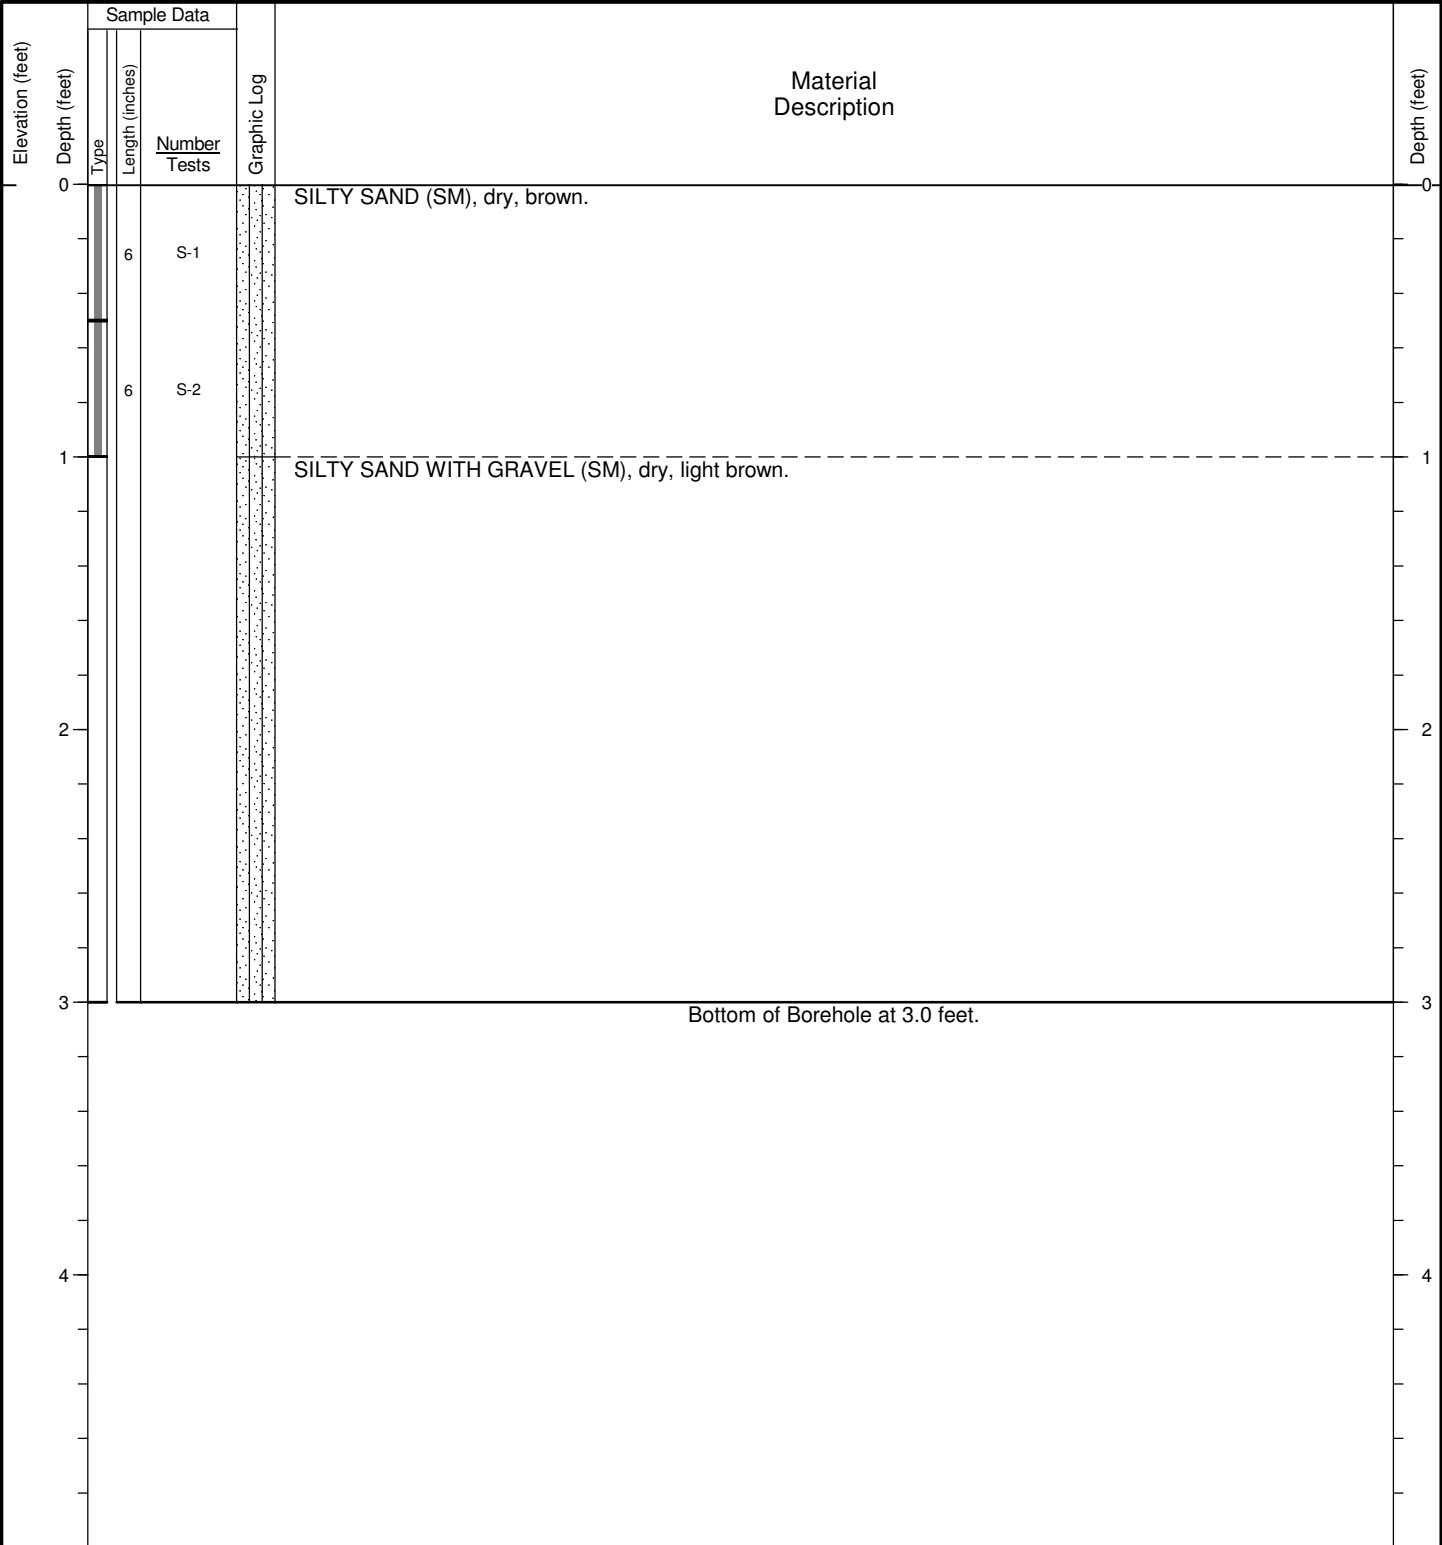 Sample Data
Elevation (feet)
Depth (feet)
Type
Length (inches)
Number
Tests
Graphic Log
Material
Description
Depth (feet)
0
SILTY SAND (SM), dry, brown.
0
6
S-1
6
S-2
1
SILTY SAND WITH GRAVEL (SM), dry, light brown.
1
2
2
3
3
Bottom of Borehole at 3.0 feet.
4
4